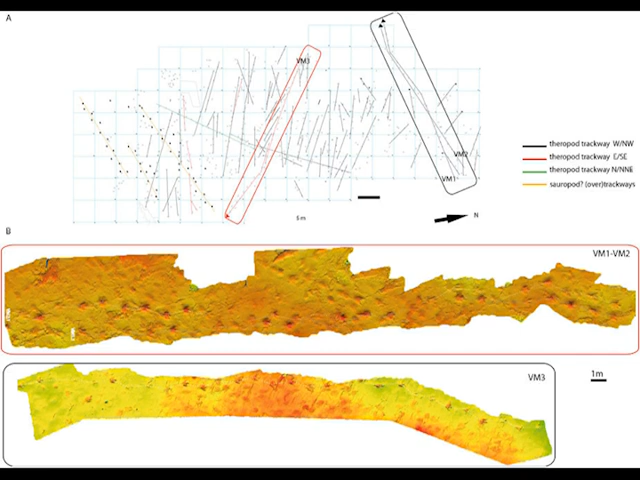 A
VM3
VM2
VM1
theropod trackway W/NW
theropod trackway E/SE
theropod trackway N/NNE
sauropod? (over)trackways
5 m
N
B
VM1-VM2
VM3
1m